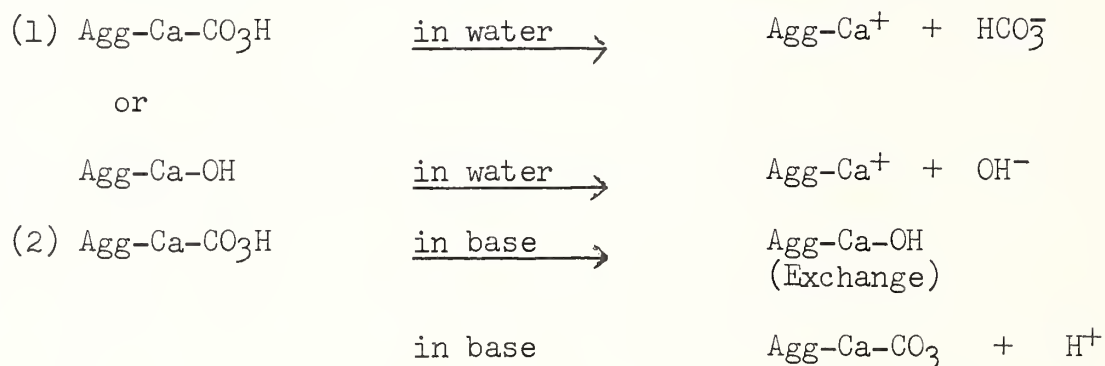 (1) Agg-Ca-CO3H in water Agg-Ca+ + HCO3-
or
Agg-Ca-OH in water Agg-Ca+ + OH-
(2) Agg-Ca-CO3H in base Agg-Ca-OH
(Exchange)
in base Agg-Ca-CO3 + H+